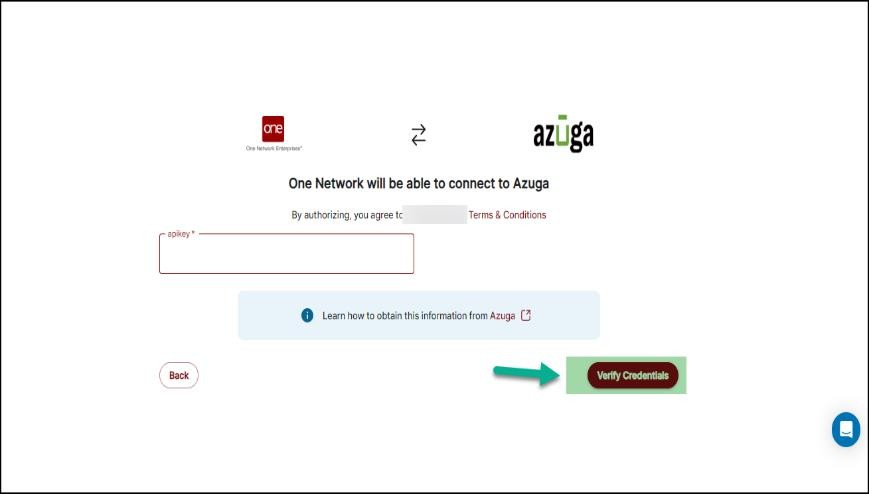 one
One Network Enterprises
azuga
One Network will be able to connect to Azuga
By authorizing, you agree to Terms & Conditions
apikey *
Learn how to obtain this information from Azuga
Back
Verify Credentials